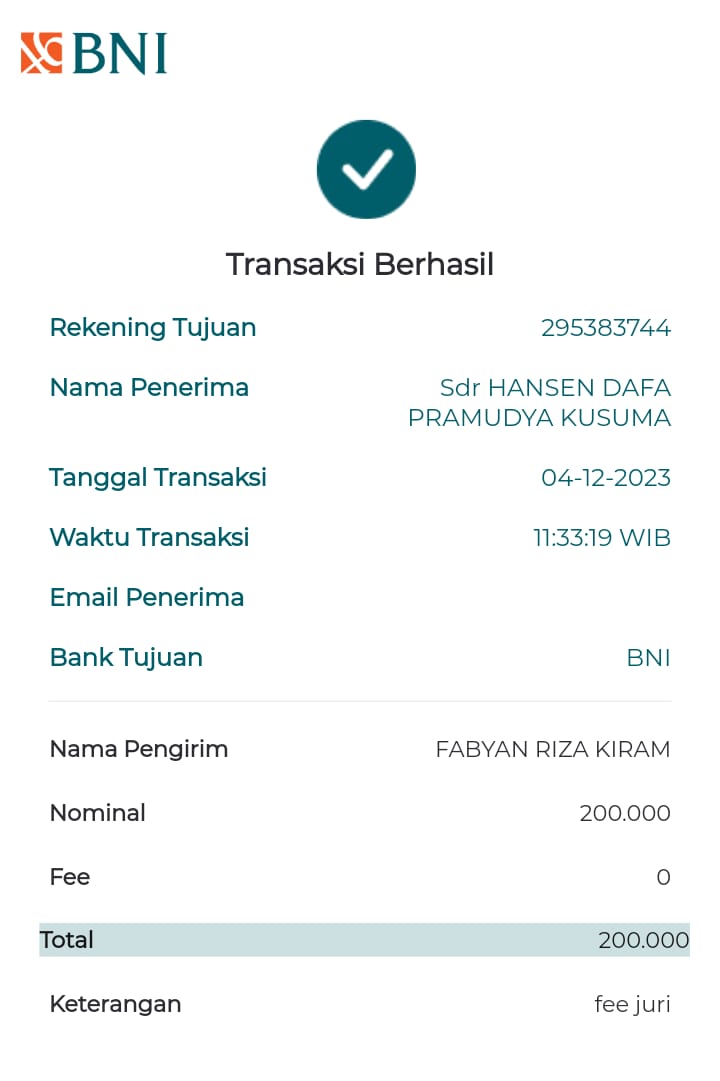 BNI
Transaksi Berhasil
Rekening Tujuan 295383744
Nama Penerima Sdr HANSEN DAFA
PRAMUDYA KUSUMA
Tanggal Transaksi 04-12-2023
Waktu Transaksi 11:33:19 WIB
Email Penerima
Bank Tujuan BNI
Nama Pengirim FABYAN RIZA KIRAM
Nominal 200.000
Fee 0
Total 200.000
Keterangan fee juri